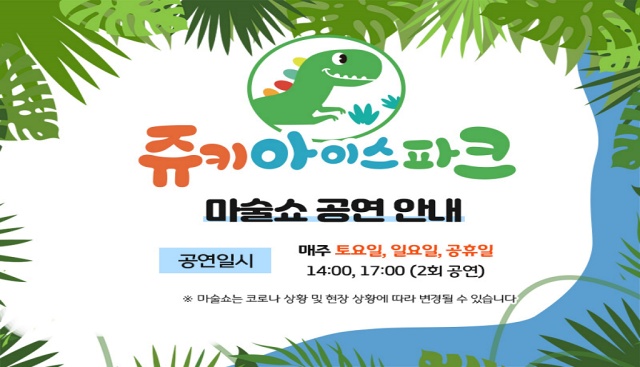 쥬키아이스파크
마술쇼 공연 안내
공연일시
매주 토요일, 일요일, 공휴일
14:00, 17:00 (2회 공연)
※ 마술쇼는 코로나 상황 및 현장 상황에 따라 변경될 수 있습니다.